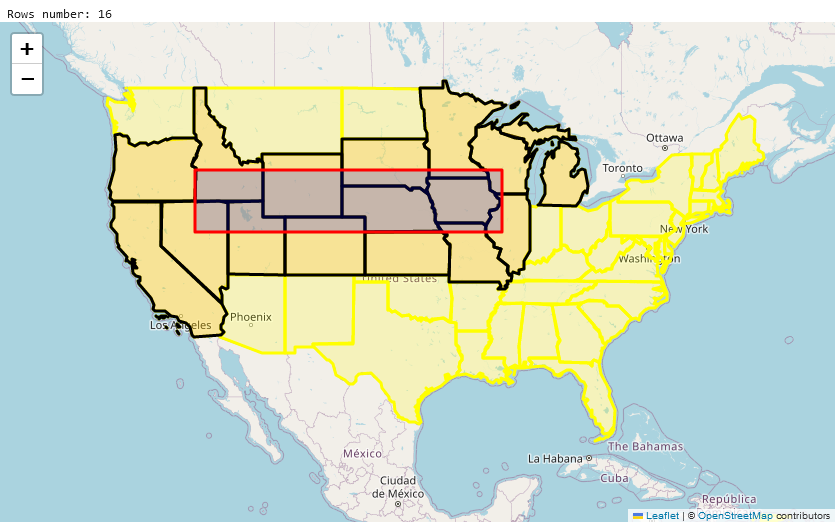 Rows number: 16
+
−
Ottawa
Toronto
New York
Washington
United States
Phoenix
Los Angeles
La Habana
The Bahamas
México
Cuba
Ciudad
de México
República
Leaflet | © OpenStreetMap contributors